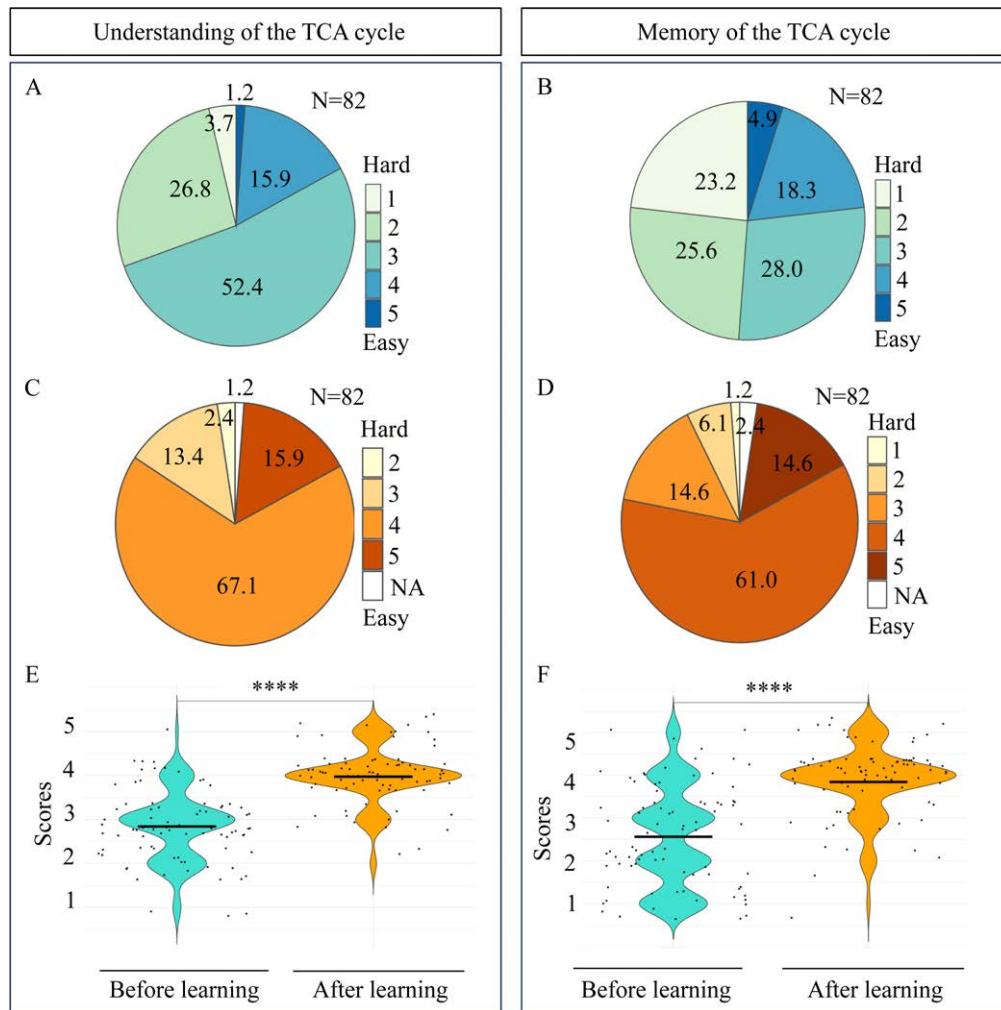 Understanding of the TCA cycle
Memory of the TCA cycle
A
1.2
N=82
3.7
26.8
15.9
52.4
Hard
1
2
3
4
5
Easy
B
N=82
4.9
23.2
18.3
25.6
28.0
Hard
1
2
3
4
5
Easy
C
1.2
N=82
2.4
13.4
15.9
67.1
Hard
2
3
4
5
NA
Easy
D
1.2
N=82
6.1
2.4
14.6
14.6
61.0
Hard
1
2
3
4
5
NA
Easy
E
****
Scores
5
4
3
2
1
Before learning
After learning
F
****
Scores
5
4
3
2
1
Before learning
After learning